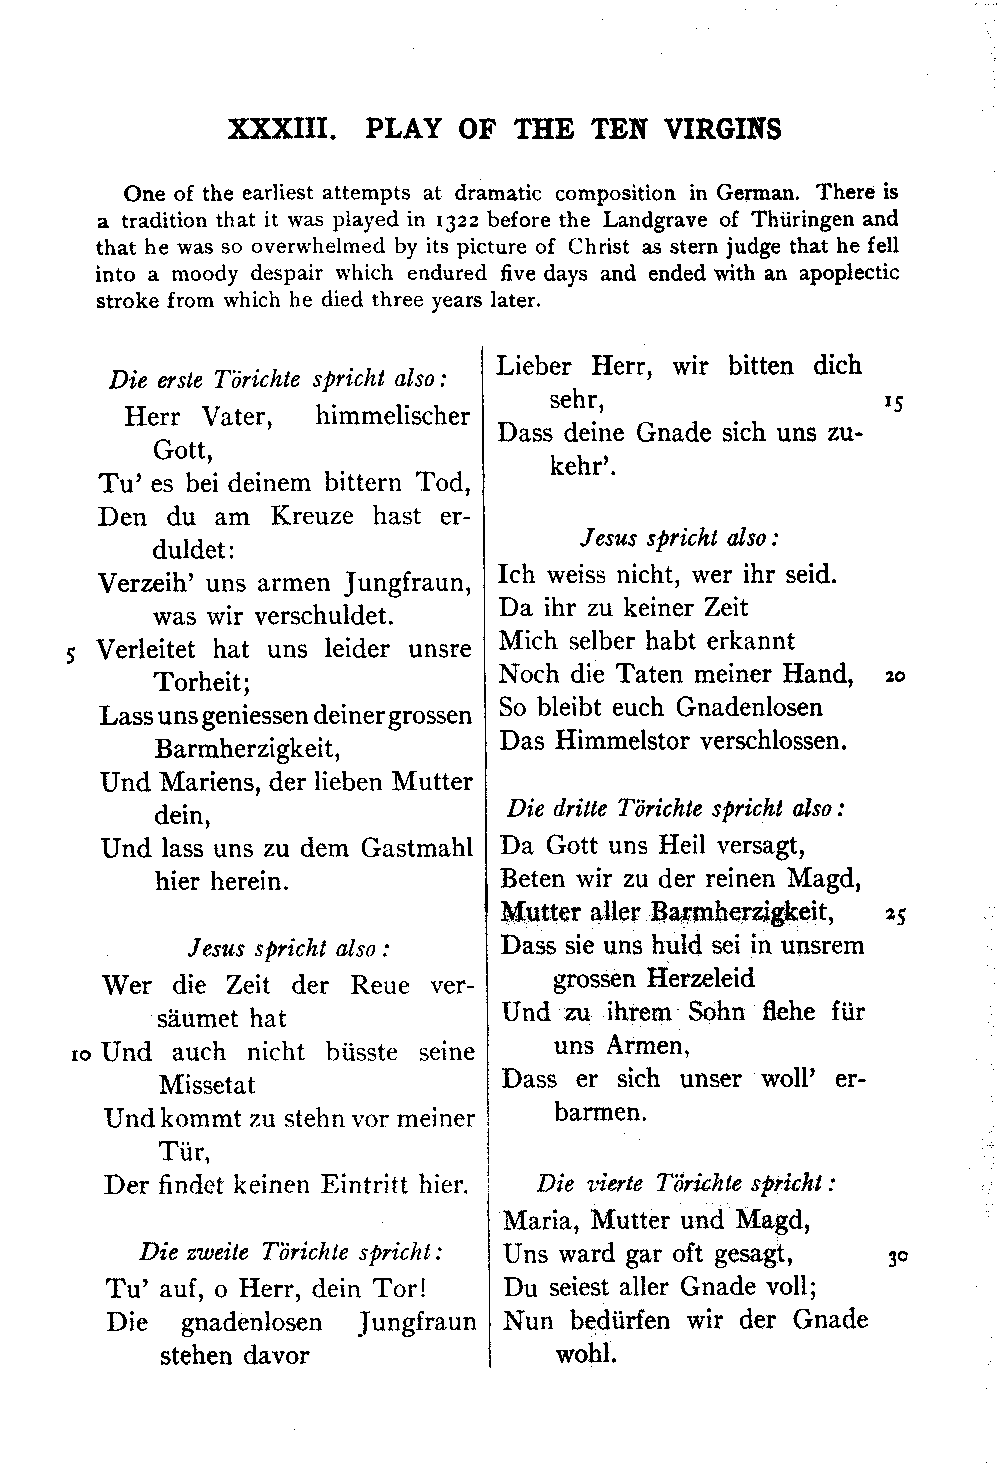 XXXIII. PLAY OF THE TEN VIRGINS
One of the earliest attempts at dramatic composition in German. There is
a tradition that it was played in 1322 before the Landgrave of Thüringen and
that he was so overwhelmed by its picture of Christ as stern judge that he fell
into a moody despair which endured five days and ended with an apoplectic
stroke from which he died three years later.
Die erste Törichte spricht also:
Herr Vater, himmelischer
Gott,
Tu' es bei deinem bittern Tod,
Den du am Kreuze hast er-
duldet:
Verzeih' uns armen Jungfraun,
was wir verschuldet.
5 Verleitet hat uns leider unsre
Torheit;
Lass uns geniessen deiner grossen
Barmherzigkeit,
Und Mariens, der lieben Mutter
dein,
Und lass uns zu dem Gastmahl
hier herein.
Jesus spricht also:
Wer die Zeit der Reue ver-
säumet hat
10 Und auch nicht büsste seine
Missetat
Und kommt zu stehn vor meiner
Tür,
Der findet keinen Eintritt hier.
Die zweite Törichte spricht:
Tu' auf, o Herr, dein Tor!
Die gnadenlosen Jungfraun
stehen davor
Lieber Herr, wir bitten dich
sehr, 15
Dass deine Gnade sich uns zu-
kehr'.
Jesus spricht also:
Ich weiss nicht, wer ihr seid.
Da ihr zu keiner Zeit
Mich selber habt erkannt
Noch die Taten meiner Hand, 20
So bleibt euch Gnadenlosen
Das Himmelstor verschlossen.
Die dritte Törichte spricht also:
Da Gott uns Heil versagt,
Beten wir zu der reinen Magd,
Mutter aller Barmherzigkeit, 25
Dass sie uns huld sei in unsrem
grossen Herzeleid
Und zu ihrem Sohn flehe für
uns Armen,
Dass er sich unser woll' er-
barmen.
Die vierte Törichte spricht:
Maria, Mutter und Magd,
Uns ward gar oft gesagt, 30
Du seiest aller Gnade voll;
Nun bedürfen wir der Gnade
wohl.